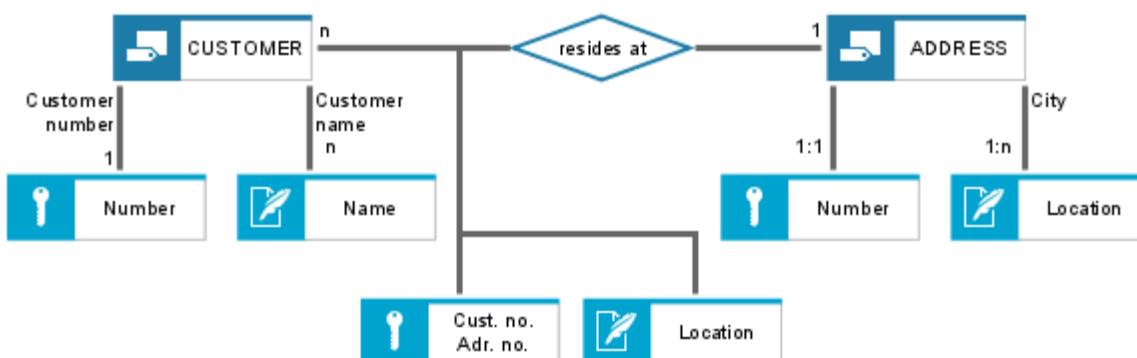 n
CUSTOMER
resides at
1
ADDRESS
Customer
number
1
Customer
name
n
1:1
City
1:n
Number
Name
Number
Location
Cust. no.
Adr. no.
Location